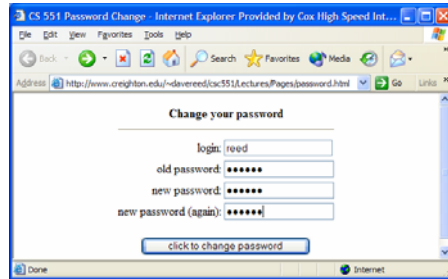 CS 551 Password Change - Internet Explorer Provided by Cox High Speed Int...
File Edit View Favorites Tools Help
Back Search Favorites Media
Address http://www.creighton.edu/~davereed/csc551/Lectures/Pages/password.html Go Links »
Change your password
login: reed
old password: ••••••
new password: ••••••
new password (again): ••••••
click to change password
Done Internet